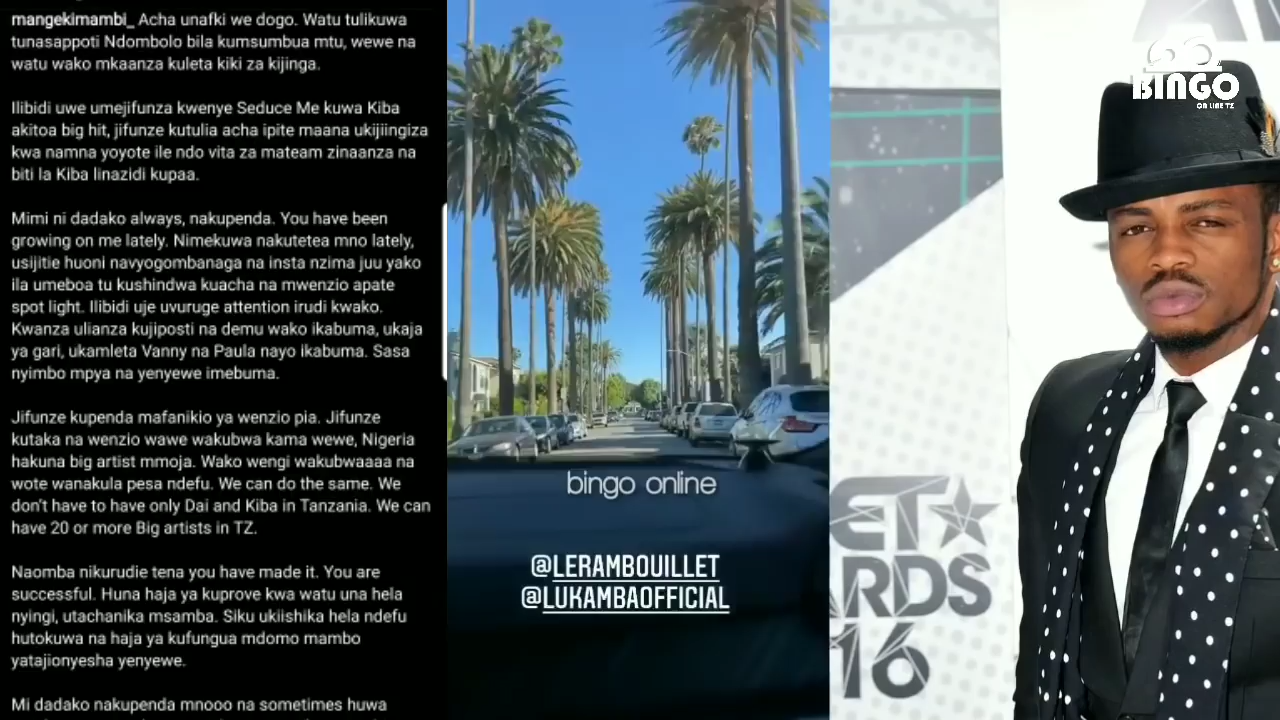 mangekimambi_ Acha unafki we dogo. Watu tulikuwa
tunasappoti Ndombolo bila kumsumbua mtu, wewe na
watu wako mkaanza kuleta kiki za kijinga.
Ilibidi uwe umejifunza kwenye Seduce Me kuwa Kiba
akitoa big hit, jifunze kutulia acha ipite maana ukijiingiza
kwa namna yoyote ile ndo vita za mateam zinaanza na
biti la Kiba linazidi kupaa.
Mimi ni dadako always, nakupenda. You have been
growing on me lately. Nimekuwa nakutetea mno lately,
usijitie huoni navyogombanaga na insta nzima juu yako
ila umeboa tu kushindwa kuacha na mwenzio apate
spot light. Ilibidi uje uvuruge attention irudi kwako.
Kwanza ulianza kujiposti na demu wako ikabuma, ukaja
ya gari, ukamleta Vanny na Paula nayo ikabuma. Sasa
nyimbo mpya na yenyewe imebuma.
Jifunze kupenda mafanikio ya wenzio pia. Jifunze
kutaka na wenzio wawe wakubwa kama wewe, Nigeria
hakuna big artist mmoja. Wako wengi wakubwaaaa na
wote wanakula pesa ndefu. We can do the same. We
don't have to have only Dai and Kiba in Tanzania. We can
have 20 or more Big artists in TZ.
Naomba nikurudie tena you have made it. You are
successful. Huna haja ya kuprove kwa watu una hela
nyingi, utachanika msamba. Siku ukiishika hela ndefu
hutokuwa na haja ya kufungua mdomo mambo
yatajionyesha yenyewe.
Mi dadako nakupenda mnooo na sometimes huwa
bingo online
@LERAMBOUILLET
@LUKAMBAOFFICIAL
BINGO
ON LINE TZ
ET
RDS
16